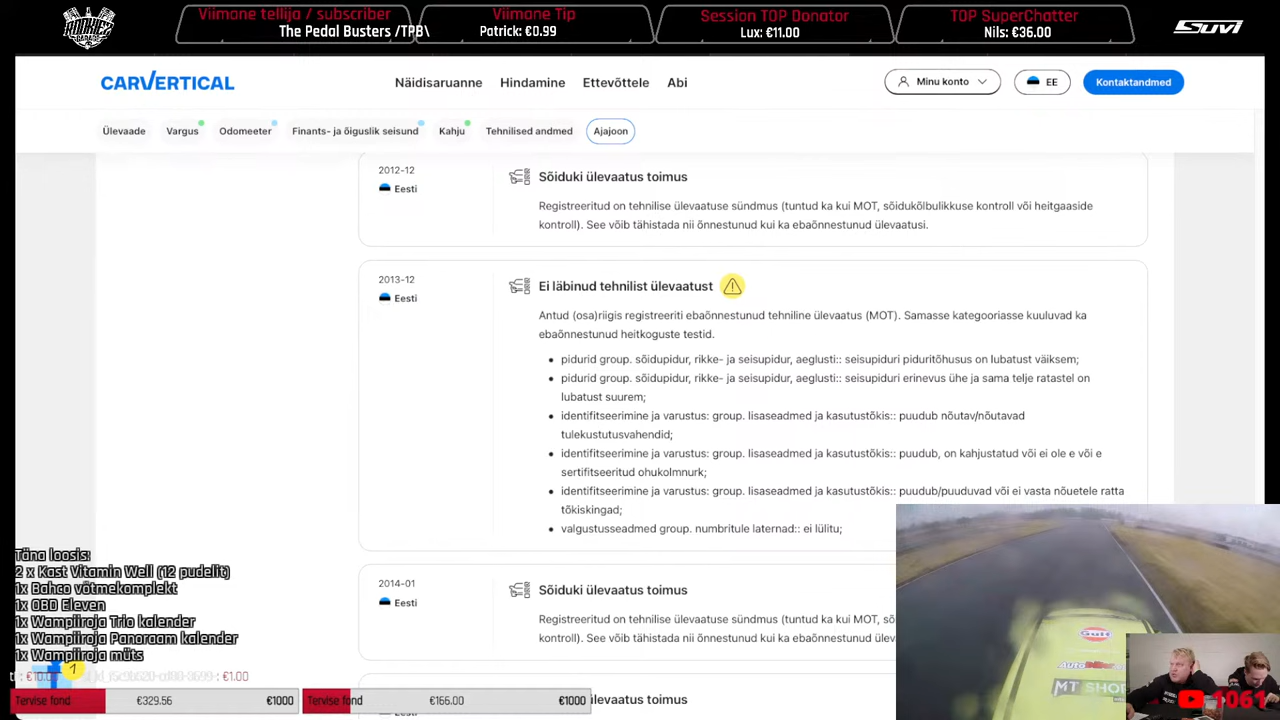 Viimane tellija / subscriber
The Pedal Busters /TPB\
Viimane Tip
Patrick: €0.99
Session TOP Donator
Lux: €11.00
TOP SuperChatter
Nils: €36.00
SUVI
CARVERTICAL
Näidisaruanne
Hindamine
Ettevõttele
Abi
Minu konto
EE
Kontaktandmed
Ülevaade
Vargus
Odomeeter
Finants- ja õiguslik seisund
Kahju
Tehnilised andmed
Ajajoon
2012-12
Eesti
Sõiduki ülevaatus toimus
Registreeritud on tehnilise ülevaatuse sündmus (tuntud ka kui MOT, sõidukõlbulikkuse kontroll või heitgaaside
kontroll). See võib tähistada nii õnnestunud kui ka ebaõnnestunud ülevaatusi.
2013-12
Eesti
Ei läbinud tehnilist ülevaatust
Antud (osa)riigis registreeriti ebaõnnestunud tehniline ülevaatus (MOT). Samasse kategooriasse kuuluvad ka
ebaõnnestunud heitkoguste testid.
pidurid group. sõidupidur, rikke- ja seisupidur, aeglusti:: seisupiduri piduritõhusus on lubatust väiksem;
pidurid group. sõidupidur, rikke- ja seisupidur, aeglusti:: seisupiduri erinevus ühe ja sama telje ratastel on
lubatust suurem;
identifitseerimine ja varustus: group. lisaseadmed ja kasutustõkis:: puudub nõutav/nõutavad
tulekustutusvahendid;
identifitseerimine ja varustus: group. lisaseadmed ja kasutustõkis:: puudub, on kahjustatud või ei ole e või e
sertifitseeritud ohukolmnurk;
identifitseerimine ja varustus: group. lisaseadmed ja kasutustõkis:: puudub/puuduvad või ei vasta nõuetele ratta
tõkiskingad;
valgustusseadmed group. numbritule laternad:: ei lülitu;
2014-01
Eesti
Sõiduki ülevaatus toimus
Registreeritud on tehnilise ülevaatuse sündmus (tuntud ka kui MOT, sõ
kontroll). See võib tähistada nii õnnestunud kui ka ebaõnnestunud üleva
ülevaatus toimus
Täna loosis:
2 x Kast Vitamin Well (12 pudelit)
1x Bahco võtmekomplekt
1x OBD Eleven
1x Wampiiroja Trio kalender
1x Wampiiroja Panoraam kalender
1x Wampiiroja müts
1
: €1.00
Tervise fond
€329.56
€1000
Tervise fond
€166.00
€1000
Gulf
MT SHOP
1061